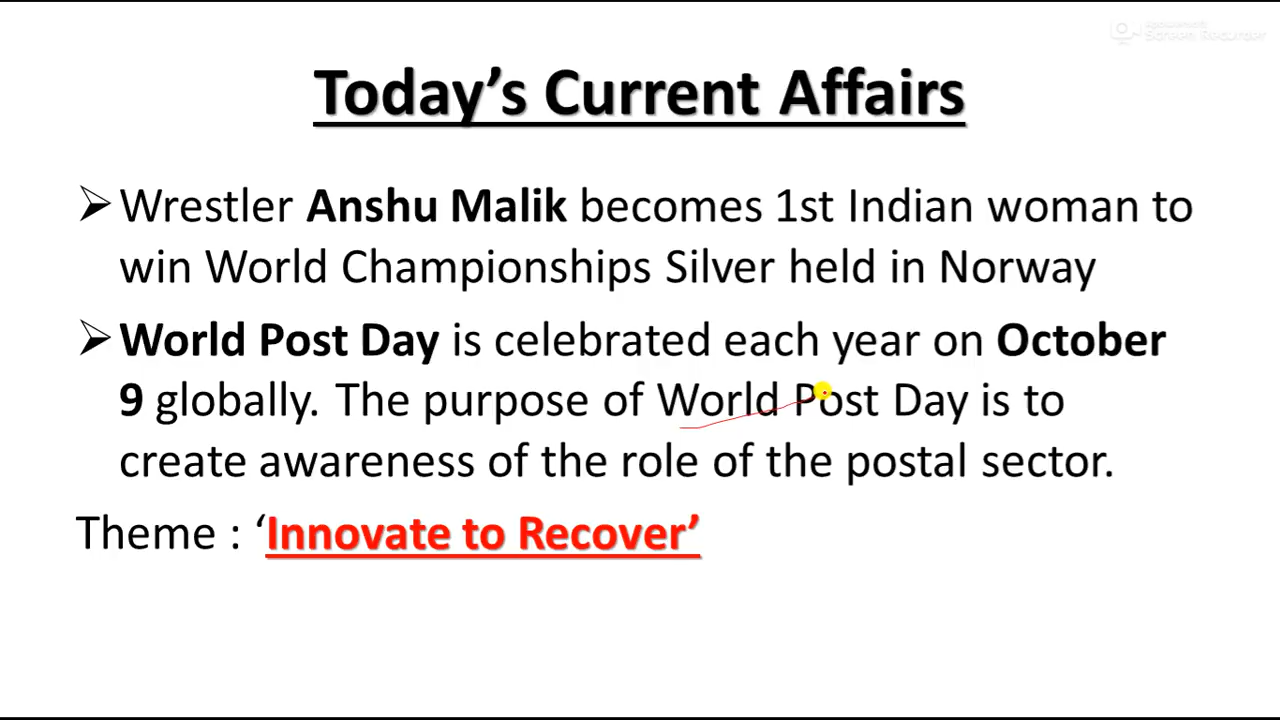 Screen Recorder
Today’s Current Affairs
➢ Wrestler Anshu Malik becomes 1st Indian woman to
win World Championships Silver held in Norway
➢ World Post Day is celebrated each year on October
9 globally. The purpose of World Post Day is to
create awareness of the role of the postal sector.
Theme : ‘Innovate to Recover’